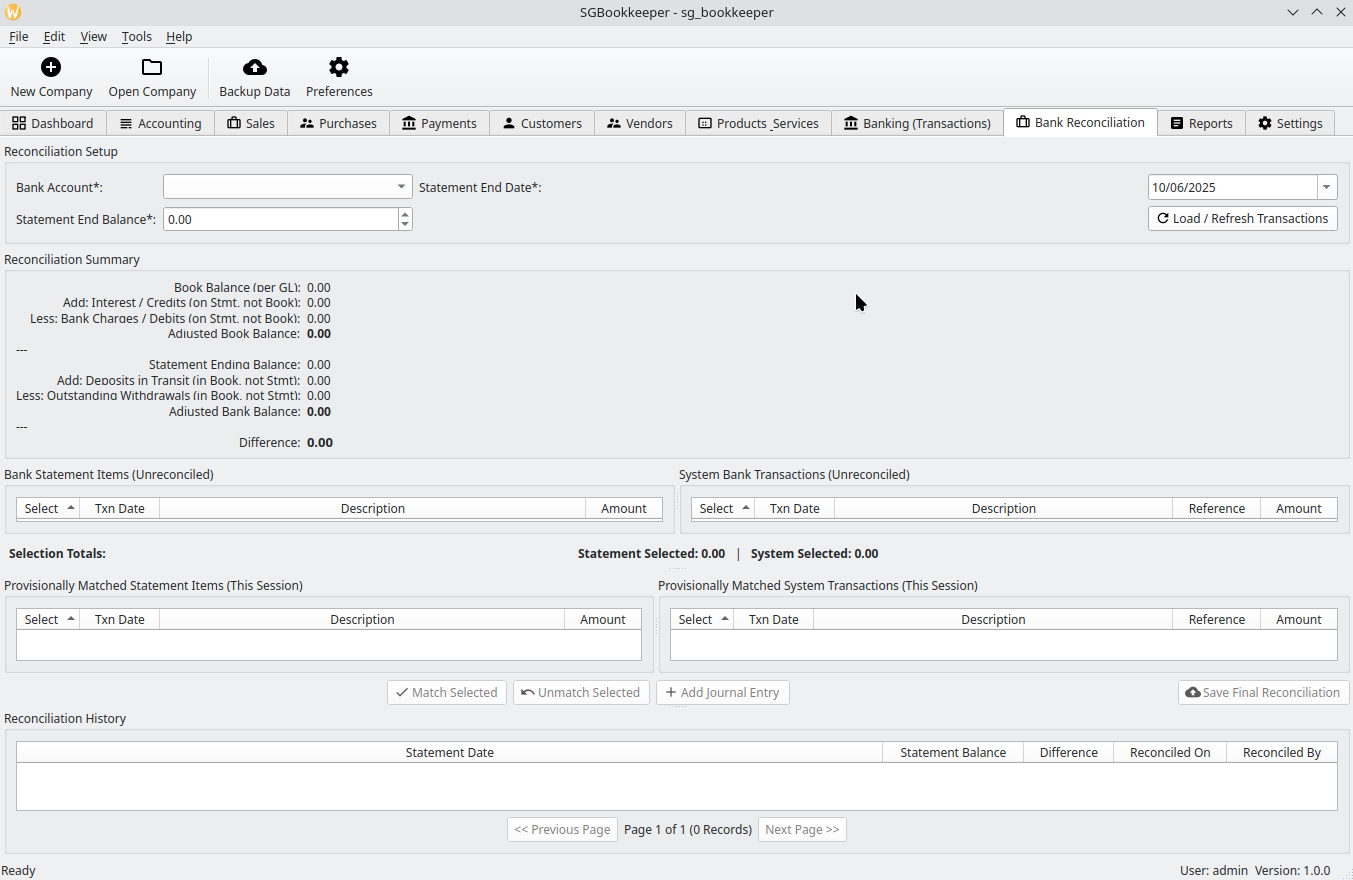 SGBookkeeper - sg_bookkeeper
File Edit View Tools Help
New Company Open Company Backup Data Preferences
Dashboard Accounting Sales Purchases Payments Customers Vendors Products _Services Banking (Transactions) Bank Reconciliation Reports Settings
Reconciliation Setup
Bank Account*: Statement End Date*: 10/06/2025
Statement End Balance*: 0.00 Load / Refresh Transactions
Reconciliation Summary
Book Balance (per GL): 0.00
Add: Interest / Credits (on Stmt, not Book): 0.00
Less: Bank Charges / Debits (on Stmt, not Book): 0.00
Adjusted Book Balance: 0.00
---
Statement Ending Balance: 0.00
Add: Deposits in Transit (in Book, not Stmt): 0.00
Less: Outstanding Withdrawals (in Book, not Stmt): 0.00
Adjusted Bank Balance: 0.00
---
Difference: 0.00
Bank Statement Items (Unreconciled) System Bank Transactions (Unreconciled)
Select Txn Date Description Amount Select Txn Date Description Reference Amount
Selection Totals: Statement Selected: 0.00 | System Selected: 0.00
Provisionally Matched Statement Items (This Session) Provisionally Matched System Transactions (This Session)
Select Txn Date Description Amount Select Txn Date Description Reference Amount
Match Selected Unmatch Selected Add Journal Entry Save Final Reconciliation
Reconciliation History
Statement Date Statement Balance Difference Reconciled On Reconciled By
<< Previous Page Page 1 of 1 (0 Records) Next Page >>
Ready User: admin Version: 1.0.0